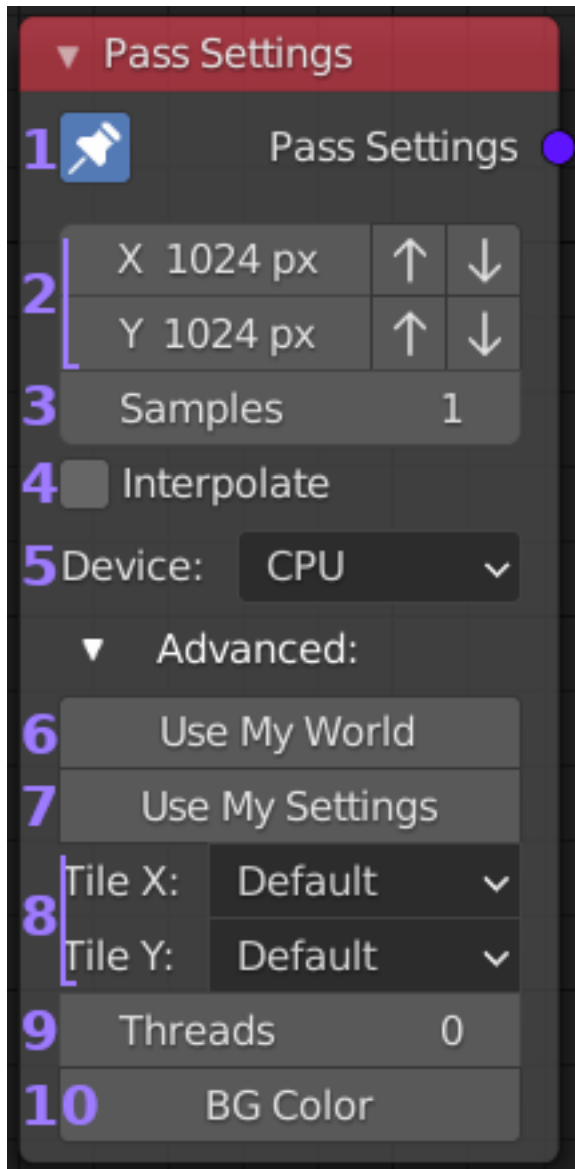 Pass Settings
1 Pass Settings
2
X 1024 px
Y 1024 px
3 Samples 1
4 Interpolate
5 Device: CPU
Advanced:
6 Use My World
7 Use My Settings
8
Tile X: Default
Tile Y: Default
9 Threads 0
10 BG Color